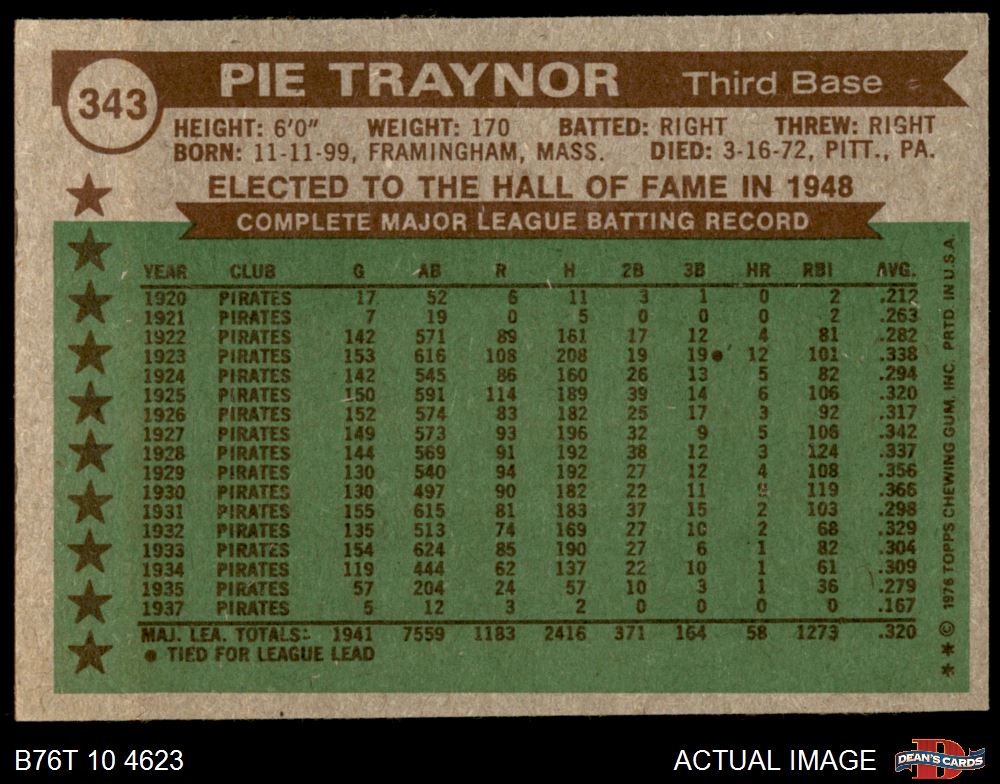 343
PIE TRAYNOR Third Base
HEIGHT: 6'0" WEIGHT: 170 BATTED: RIGHT THREW: RIGHT
BORN: 11-11-99, FRAMINGHAM, MASS. DIED: 3-16-72, PITT., PA.
ELECTED TO THE HALL OF FAME IN 1948
COMPLETE MAJOR LEAGUE BATTING RECORD
YEAR CLUB G AB R H 2B 3B HR RBI AVG.
1920 PIRATES 17 52 6 11 3 1 0 2 .212
1921 PIRATES 7 19 0 5 0 0 0 2 .263
1922 PIRATES 142 571 89 161 17 12 4 81 .282
1923 PIRATES 153 616 108 208 19 19● 12 101 .338
1924 PIRATES 142 545 86 160 26 13 5 82 .294
1925 PIRATES 150 591 114 189 39 14 6 106 .320
1926 PIRATES 152 574 83 182 25 17 3 92 .317
1927 PIRATES 149 573 93 196 32 9 5 106 .342
1928 PIRATES 144 569 91 192 38 12 3 124 .337
1929 PIRATES 130 540 94 192 27 12 4 108 .356
1930 PIRATES 130 497 90 182 22 11 119 .366
1931 PIRATES 155 615 81 183 37 15 2 103 .298
1932 PIRATES 135 513 74 169 27 10 2 68 .329
1933 PIRATES 154 624 85 190 27 6 1 82 .304
1934 PIRATES 119 444 62 137 22 10 1 61 .309
1935 PIRATES 57 204 24 57 10 3 1 36 .279
1937 PIRATES 5 12 3 2 0 0 0 0 .167
MAJ. LEA. TOTALS: 1941 7559 1183 2416 371 164 58 1273 .320
● TIED FOR LEAGUE LEAD
** © 1976 TOPPS CHEWING GUM, INC. PRTD. IN U.S.A.
B76T 10 4623
ACTUAL IMAGE
DEAN'S CARDS